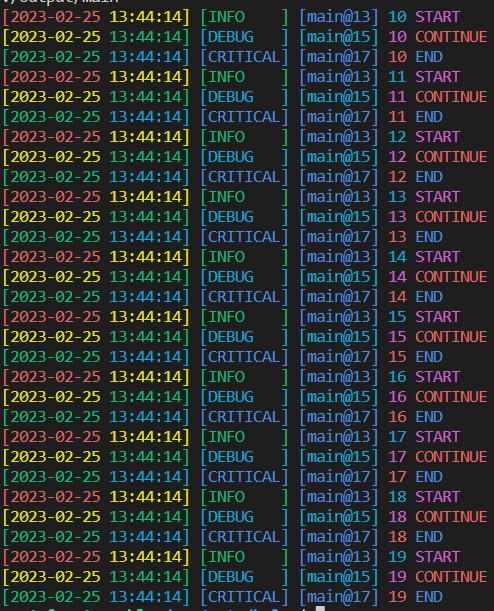 [2023-02-25 13:44:14] [INFO    ] [main@13] 10 START
[2023-02-25 13:44:14] [DEBUG   ] [main@15] 10 CONTINUE
[2023-02-25 13:44:14] [CRITICAL] [main@17] 10 END
[2023-02-25 13:44:14] [INFO    ] [main@13] 11 START
[2023-02-25 13:44:14] [DEBUG   ] [main@15] 11 CONTINUE
[2023-02-25 13:44:14] [CRITICAL] [main@17] 11 END
[2023-02-25 13:44:14] [INFO    ] [main@13] 12 START
[2023-02-25 13:44:14] [DEBUG   ] [main@15] 12 CONTINUE
[2023-02-25 13:44:14] [CRITICAL] [main@17] 12 END
[2023-02-25 13:44:14] [INFO    ] [main@13] 13 START
[2023-02-25 13:44:14] [DEBUG   ] [main@15] 13 CONTINUE
[2023-02-25 13:44:14] [CRITICAL] [main@17] 13 END
[2023-02-25 13:44:14] [INFO    ] [main@13] 14 START
[2023-02-25 13:44:14] [DEBUG   ] [main@15] 14 CONTINUE
[2023-02-25 13:44:14] [CRITICAL] [main@17] 14 END
[2023-02-25 13:44:14] [INFO    ] [main@13] 15 START
[2023-02-25 13:44:14] [DEBUG   ] [main@15] 15 CONTINUE
[2023-02-25 13:44:14] [CRITICAL] [main@17] 15 END
[2023-02-25 13:44:14] [INFO    ] [main@13] 16 START
[2023-02-25 13:44:14] [DEBUG   ] [main@15] 16 CONTINUE
[2023-02-25 13:44:14] [CRITICAL] [main@17] 16 END
[2023-02-25 13:44:14] [INFO    ] [main@13] 17 START
[2023-02-25 13:44:14] [DEBUG   ] [main@15] 17 CONTINUE
[2023-02-25 13:44:14] [CRITICAL] [main@17] 17 END
[2023-02-25 13:44:14] [INFO    ] [main@13] 18 START
[2023-02-25 13:44:14] [DEBUG   ] [main@15] 18 CONTINUE
[2023-02-25 13:44:14] [CRITICAL] [main@17] 18 END
[2023-02-25 13:44:14] [INFO    ] [main@13] 19 START
[2023-02-25 13:44:14] [DEBUG   ] [main@15] 19 CONTINUE
[2023-02-25 13:44:14] [CRITICAL] [main@17] 19 END